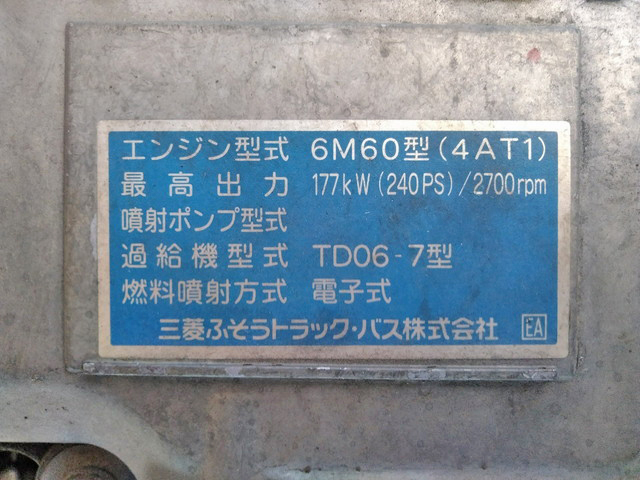 エンジン型式 6M60型(4AT1)
最高出力 177kW(240PS)/2700rpm
噴射ポンプ型式
過給機型式 TD06-7型
燃料噴射方式 電子式
三菱ふそうトラック・バス株式会社 EA